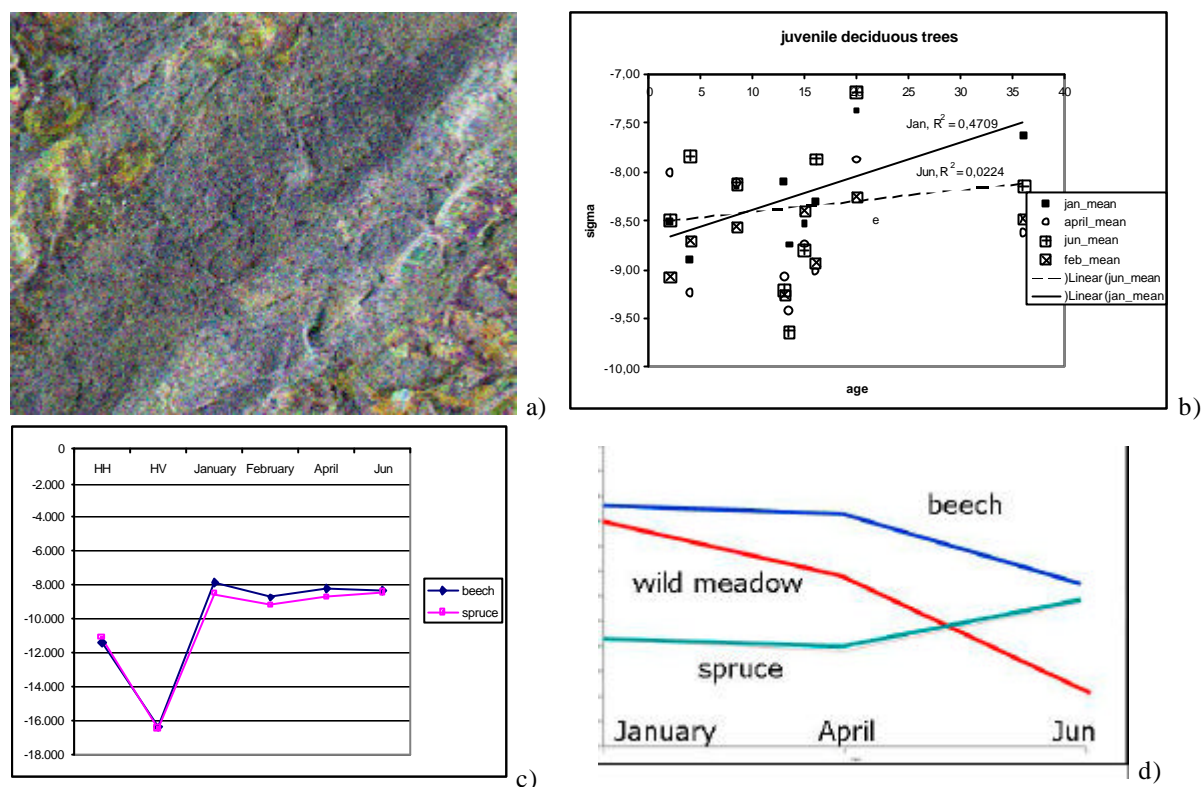 a)
juvenile deciduous trees
-7,00
0 5 10 15 20 25 30 35 40
-7,50
Jan, R² = 0,4709
-8,00
Jun, R² = 0,0224
-8,50
e
-9,00
-9,50
-10,00
sigma
age
jan_mean
april_mean
jun_mean
feb_mean
)Linear (jun_mean
)Linear (jan_mean
b)
0
HH HV January February April Jun
-2.000
-4.000
-6.000
-8.000
-10.000
-12.000
-14.000
-16.000
-18.000
beech
spruce
c)
beech
wild meadow
spruce
January April Jun
d)